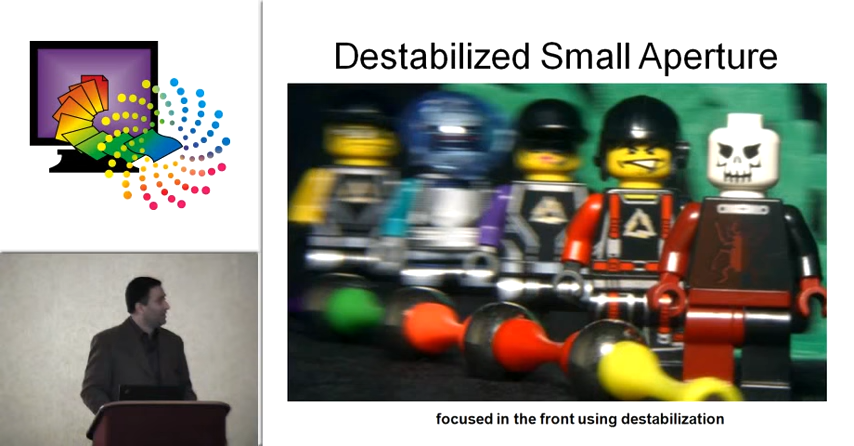 Destabilized Small Aperture
focused in the front using destabilization